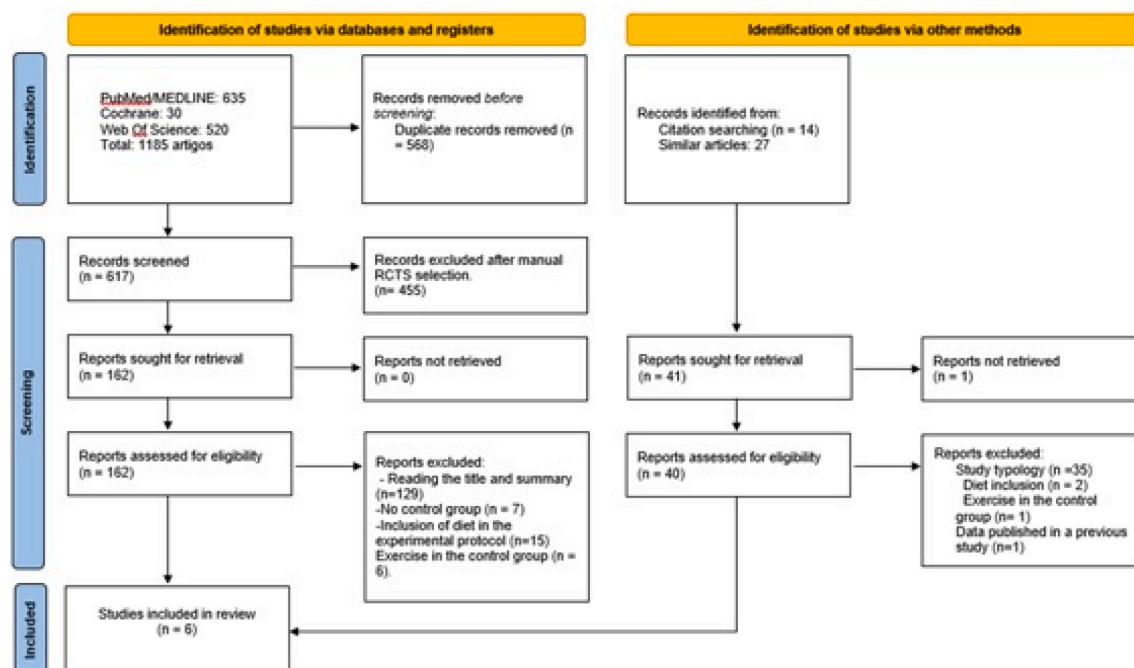 Identification of studies via databases and registers
Identification of studies via other methods
Identification
PubMed/MEDLINE: 635
Cochrane: 30
Web Of Science: 520
Total: 1185 artigos
Records removed before
screening:
Duplicate records removed (n
= 568)
Records identified from:
Citation searching (n = 14)
Similar articles: 27
Screening
Records screened
(n = 617)
Records excluded after manual
RCTS selection.
(n= 455)
Reports sought for retrieval
(n = 162)
Reports not retrieved
(n = 0)
Reports sought for retrieval
(n = 41)
Reports not retrieved
(n = 1)
Reports assessed for eligibility
(n = 162)
Reports excluded:
- Reading the title and summary
(n=129)
-No control group (n = 7)
-Inclusion of diet in the
experimental protocol (n=15)
Exercise in the control group (n =
6).
Reports assessed for eligibility
(n = 40)
Reports excluded:
Study typology (n =35)
Diet inclusion (n = 2)
Exercise in the control
group (n= 1)
Data published in a previous
study (n=1)
Included
Studies included in review
(n = 6)